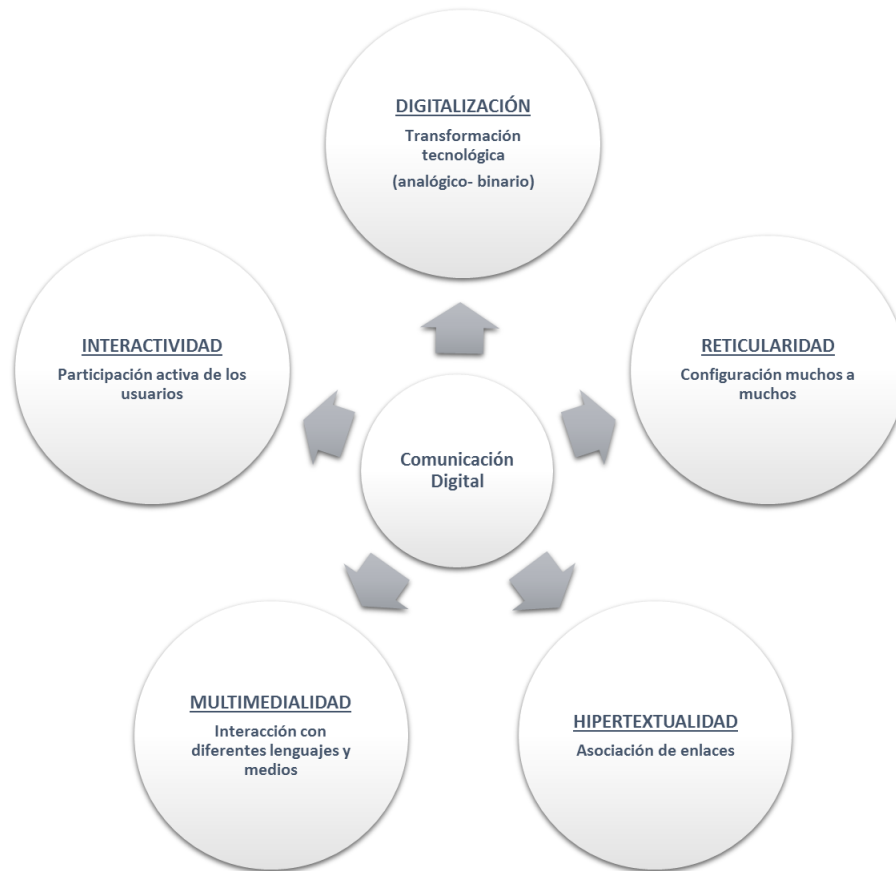 DIGITALIZACIÓN
Transformación
tecnológica
(analógico- binario)
INTERACTIVIDAD
Participación activa de los
usuarios
RETICULARIDAD
Configuración muchos a
muchos
Comunicación
Digital
MULTIMEDIALIDAD
Interacción con
diferentes lenguajes y
medios
HIPERTEXTUALIDAD
Asociación de enlaces